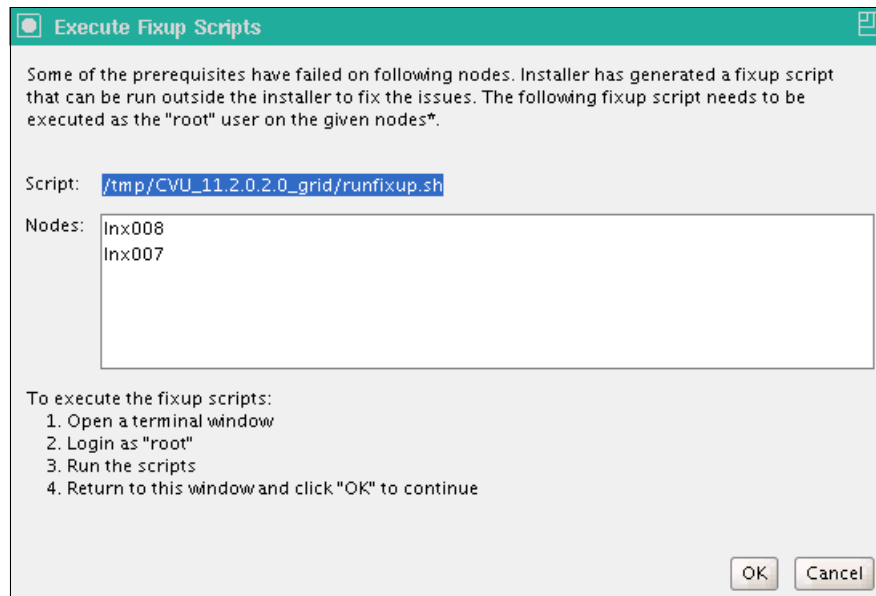 Execute Fixup Scripts
Some of the prerequisites have failed on following nodes. Installer has generated a fixup script
that can be run outside the installer to fix the issues. The following fixup script needs to be
executed as the "root" user on the given nodes*.
Script: /tmp/CVU_11.2.0.2.0_grid/runfixup.sh
Nodes: lnx008
lnx007
To execute the fixup scripts:
1. Open a terminal window
2. Login as "root"
3. Run the scripts
4. Return to this window and click "OK" to continue
OK Cancel